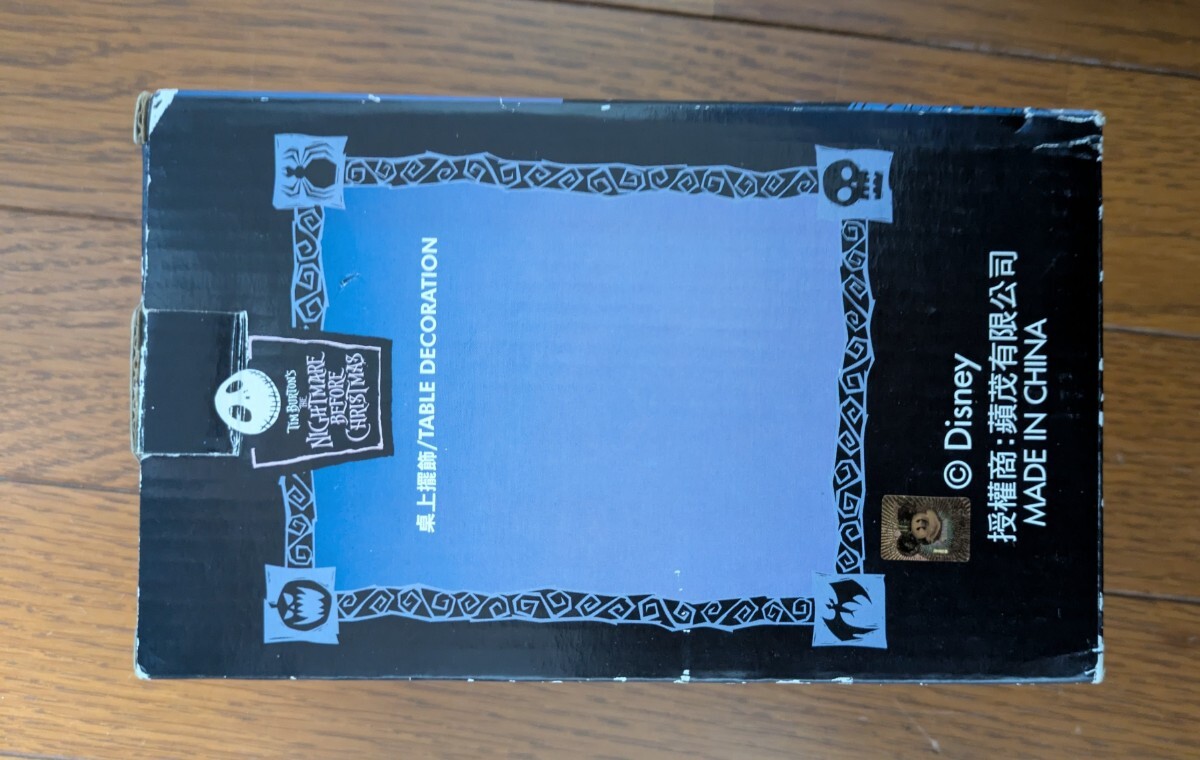 TIM BURTON'S
THE
NIGHTMARE
BEFORE
CHRISTMAS
桌上擺飾/TABLE DECORATION
© Disney
授權商:蘋茂有限公司
MADE IN CHINA